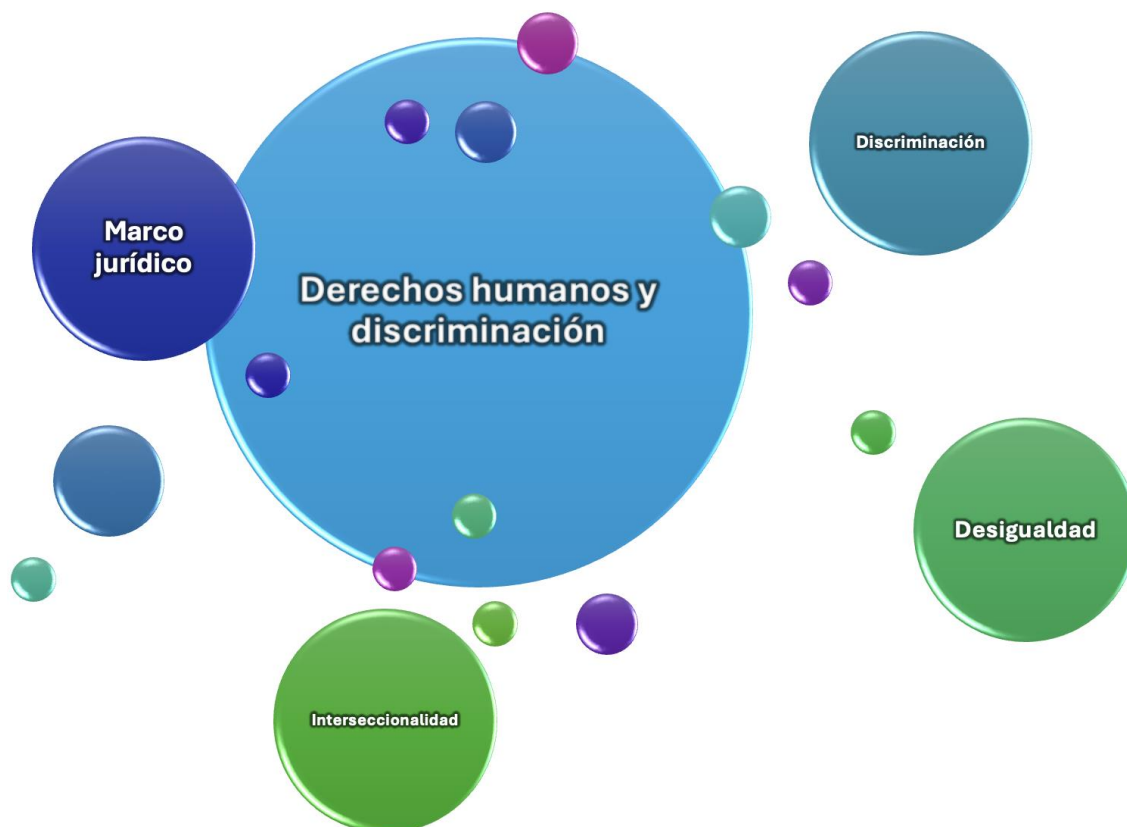 Discriminación
Marco
jurídico
Derechos humanos y
discriminación
Desigualdad
Interseccionalidad